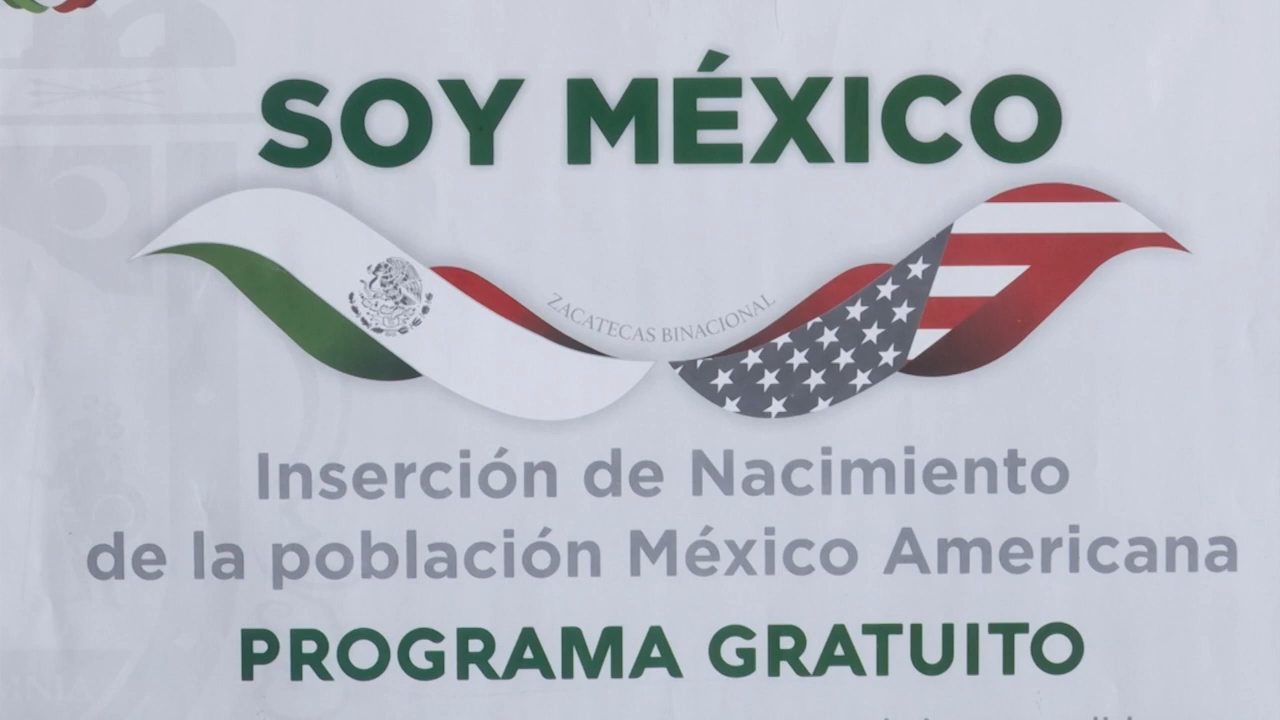 SOY MÉXICO
ZACATECAS BINACIONAL
Inserción de Nacimiento
de la población México Americana
PROGRAMA GRATUITO